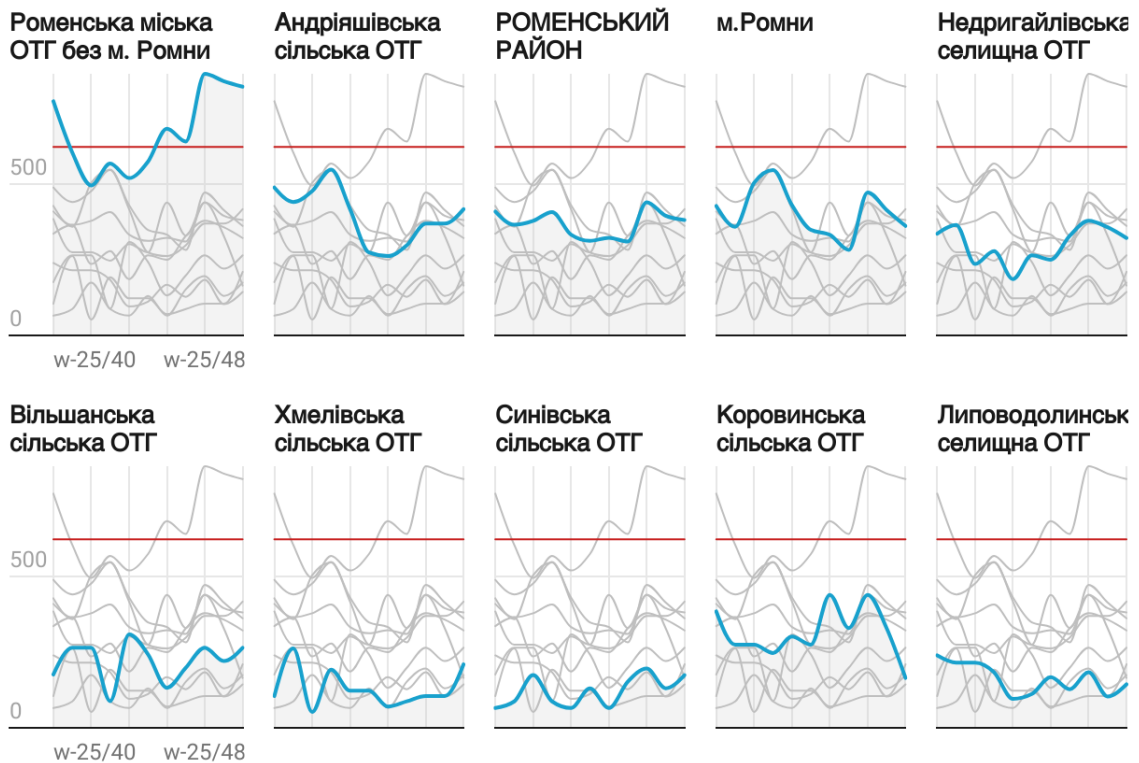 Роменська міська
ОТГ без м. Ромни
Андріяшівська
сільська ОТГ
РОМЕНСЬКИЙ
РАЙОН
м.Ромни
Недригайлівська
селищна ОТГ
500
0
w-25/40
w-25/48
Вільшанська
сільська ОТГ
Хмелівська
сільська ОТГ
Синівська
сільська ОТГ
Коровинська
сільська ОТГ
Липоводолинськ
селищна ОТГ
500
0
w-25/40
w-25/48